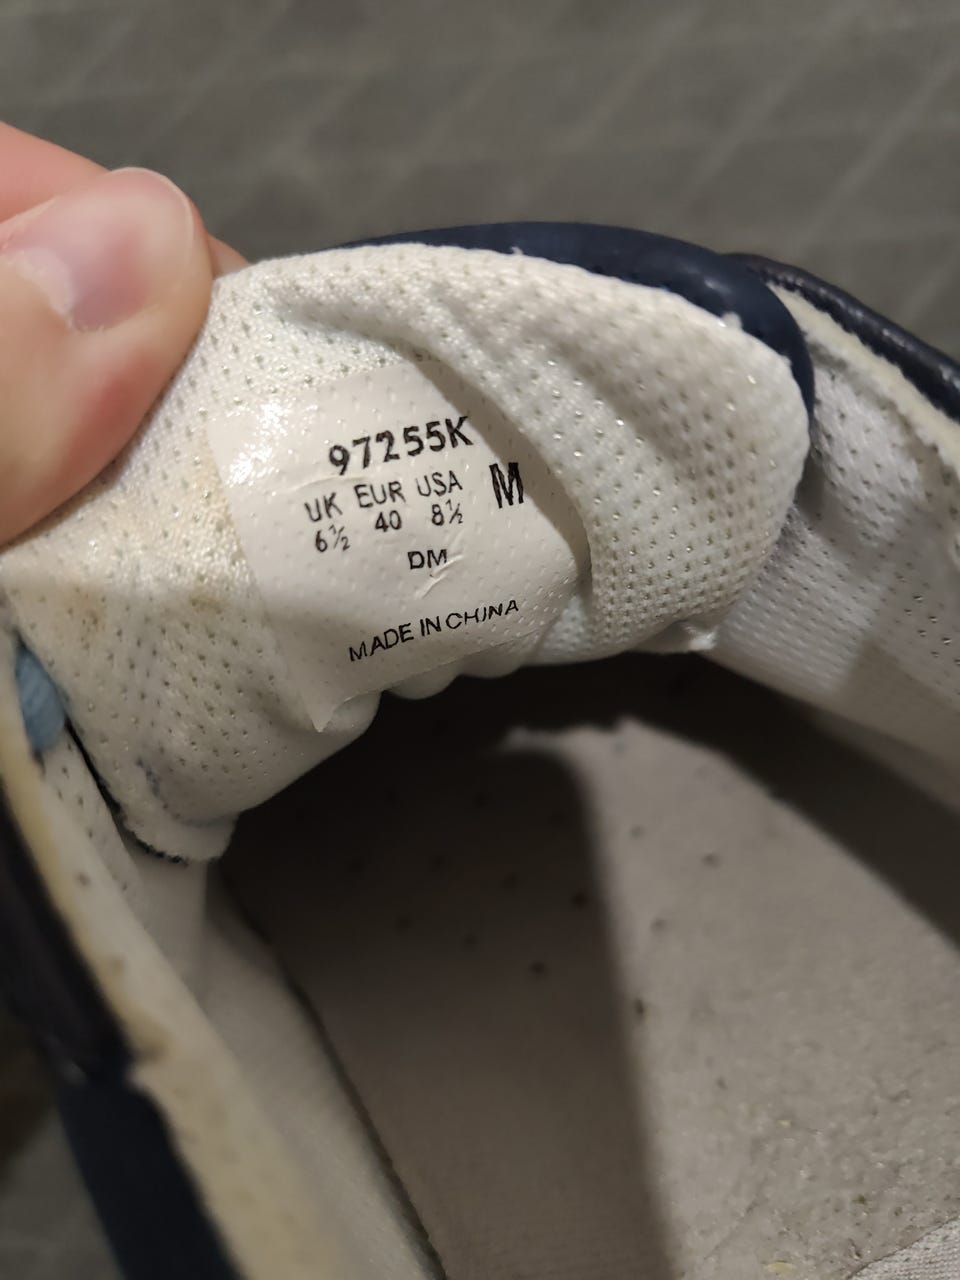 97255K
UK EUR USA M
6½ 40 8½
DM
MADE IN CHINA